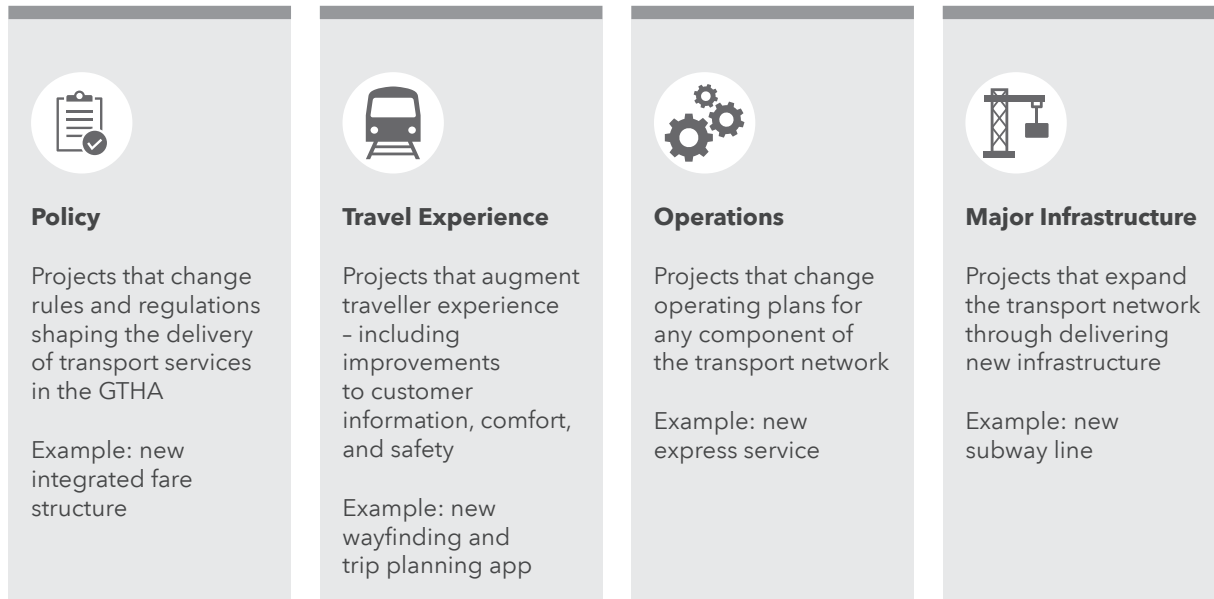 Policy
Projects that change
rules and regulations
shaping the delivery
of transport services
in the GTHA
Example: new
integrated fare
structure
Travel Experience
Projects that augment
traveller experience
– including
improvements
to customer
information, comfort,
and safety
Example: new
wayfinding and
trip planning app
Operations
Projects that change
operating plans for
any component of
the transport network
Example: new
express service
Major Infrastructure
Projects that expand
the transport network
through delivering
new infrastructure
Example: new
subway line